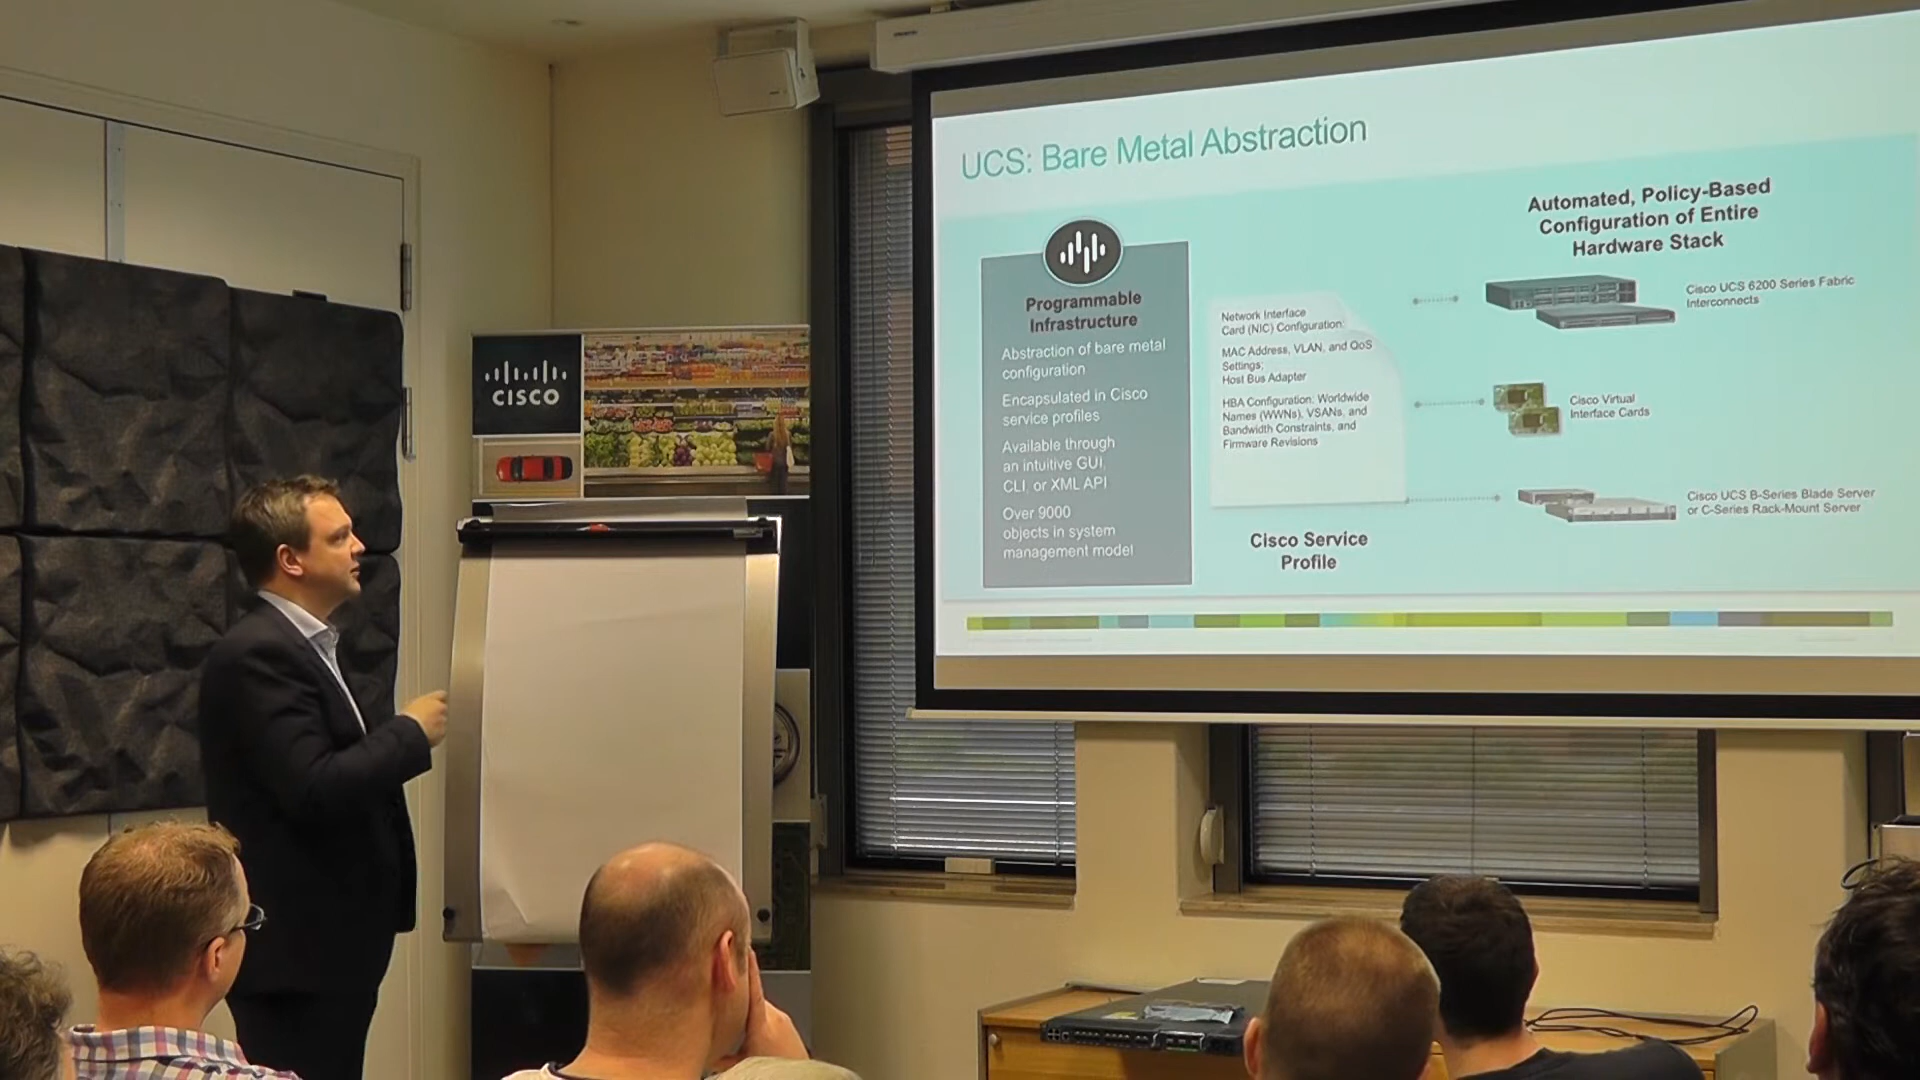 UCS: Bare Metal Abstraction
Programmable
Infrastructure
Abstraction of bare metal
configuration
Encapsulated in Cisco
service profiles
Available through
an intuitive GUI,
CLI, or XML API
Over 9000
objects in system
management model
Network Interface
Card (NIC) Configuration:
MAC Address, VLAN, and QoS
Settings;
Host Bus Adapter
HBA Configuration: Worldwide
Names (WWNs), VSANs, and
Bandwidth Constraints, and
Firmware Revisions
Cisco Service
Profile
Automated, Policy-Based
Configuration of Entire
Hardware Stack
Cisco UCS 6200 Series Fabric
Interconnects
Cisco Virtual
Interface Cards
Cisco UCS B-Series Blade Server
or C-Series Rack-Mount Server
CISCO